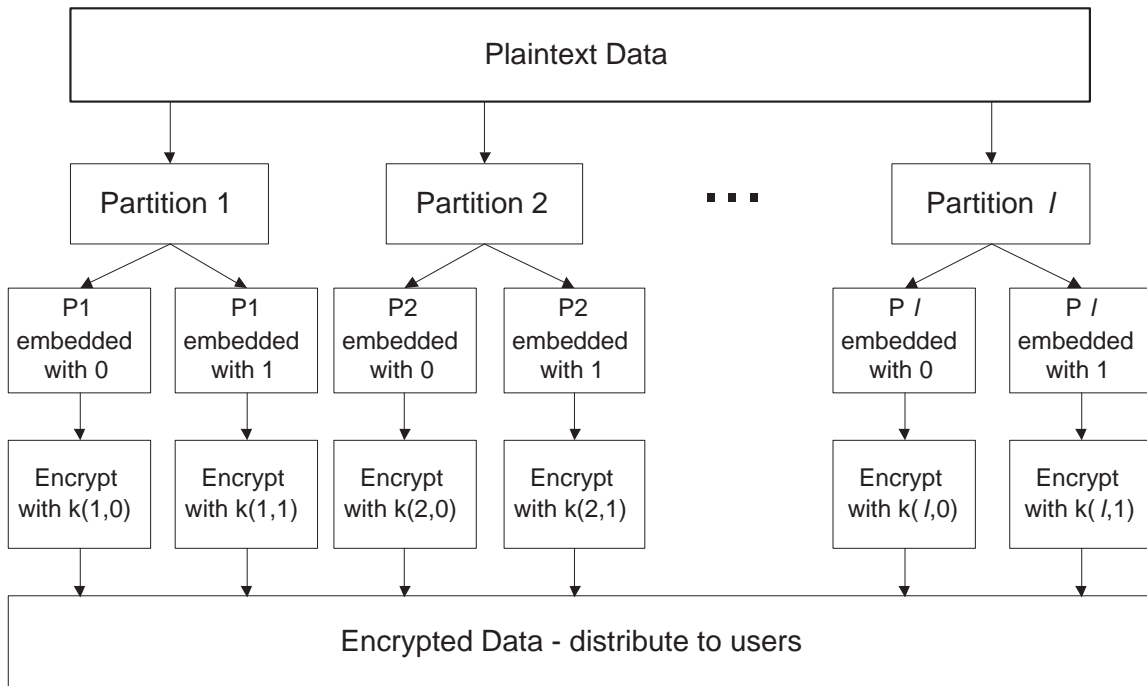 Plaintext Data
Partition 1
Partition 2
Partition l
P1
embedded
with 0
P1
embedded
with 1
P2
embedded
with 0
P2
embedded
with 1
P l
embedded
with 0
P l
embedded
with 1
Encrypt
with k(1,0)
Encrypt
with k(1,1)
Encrypt
with k(2,0)
Encrypt
with k(2,1)
Encrypt
with k( l,0)
Encrypt
with k( l,1)
Encrypted Data - distribute to users